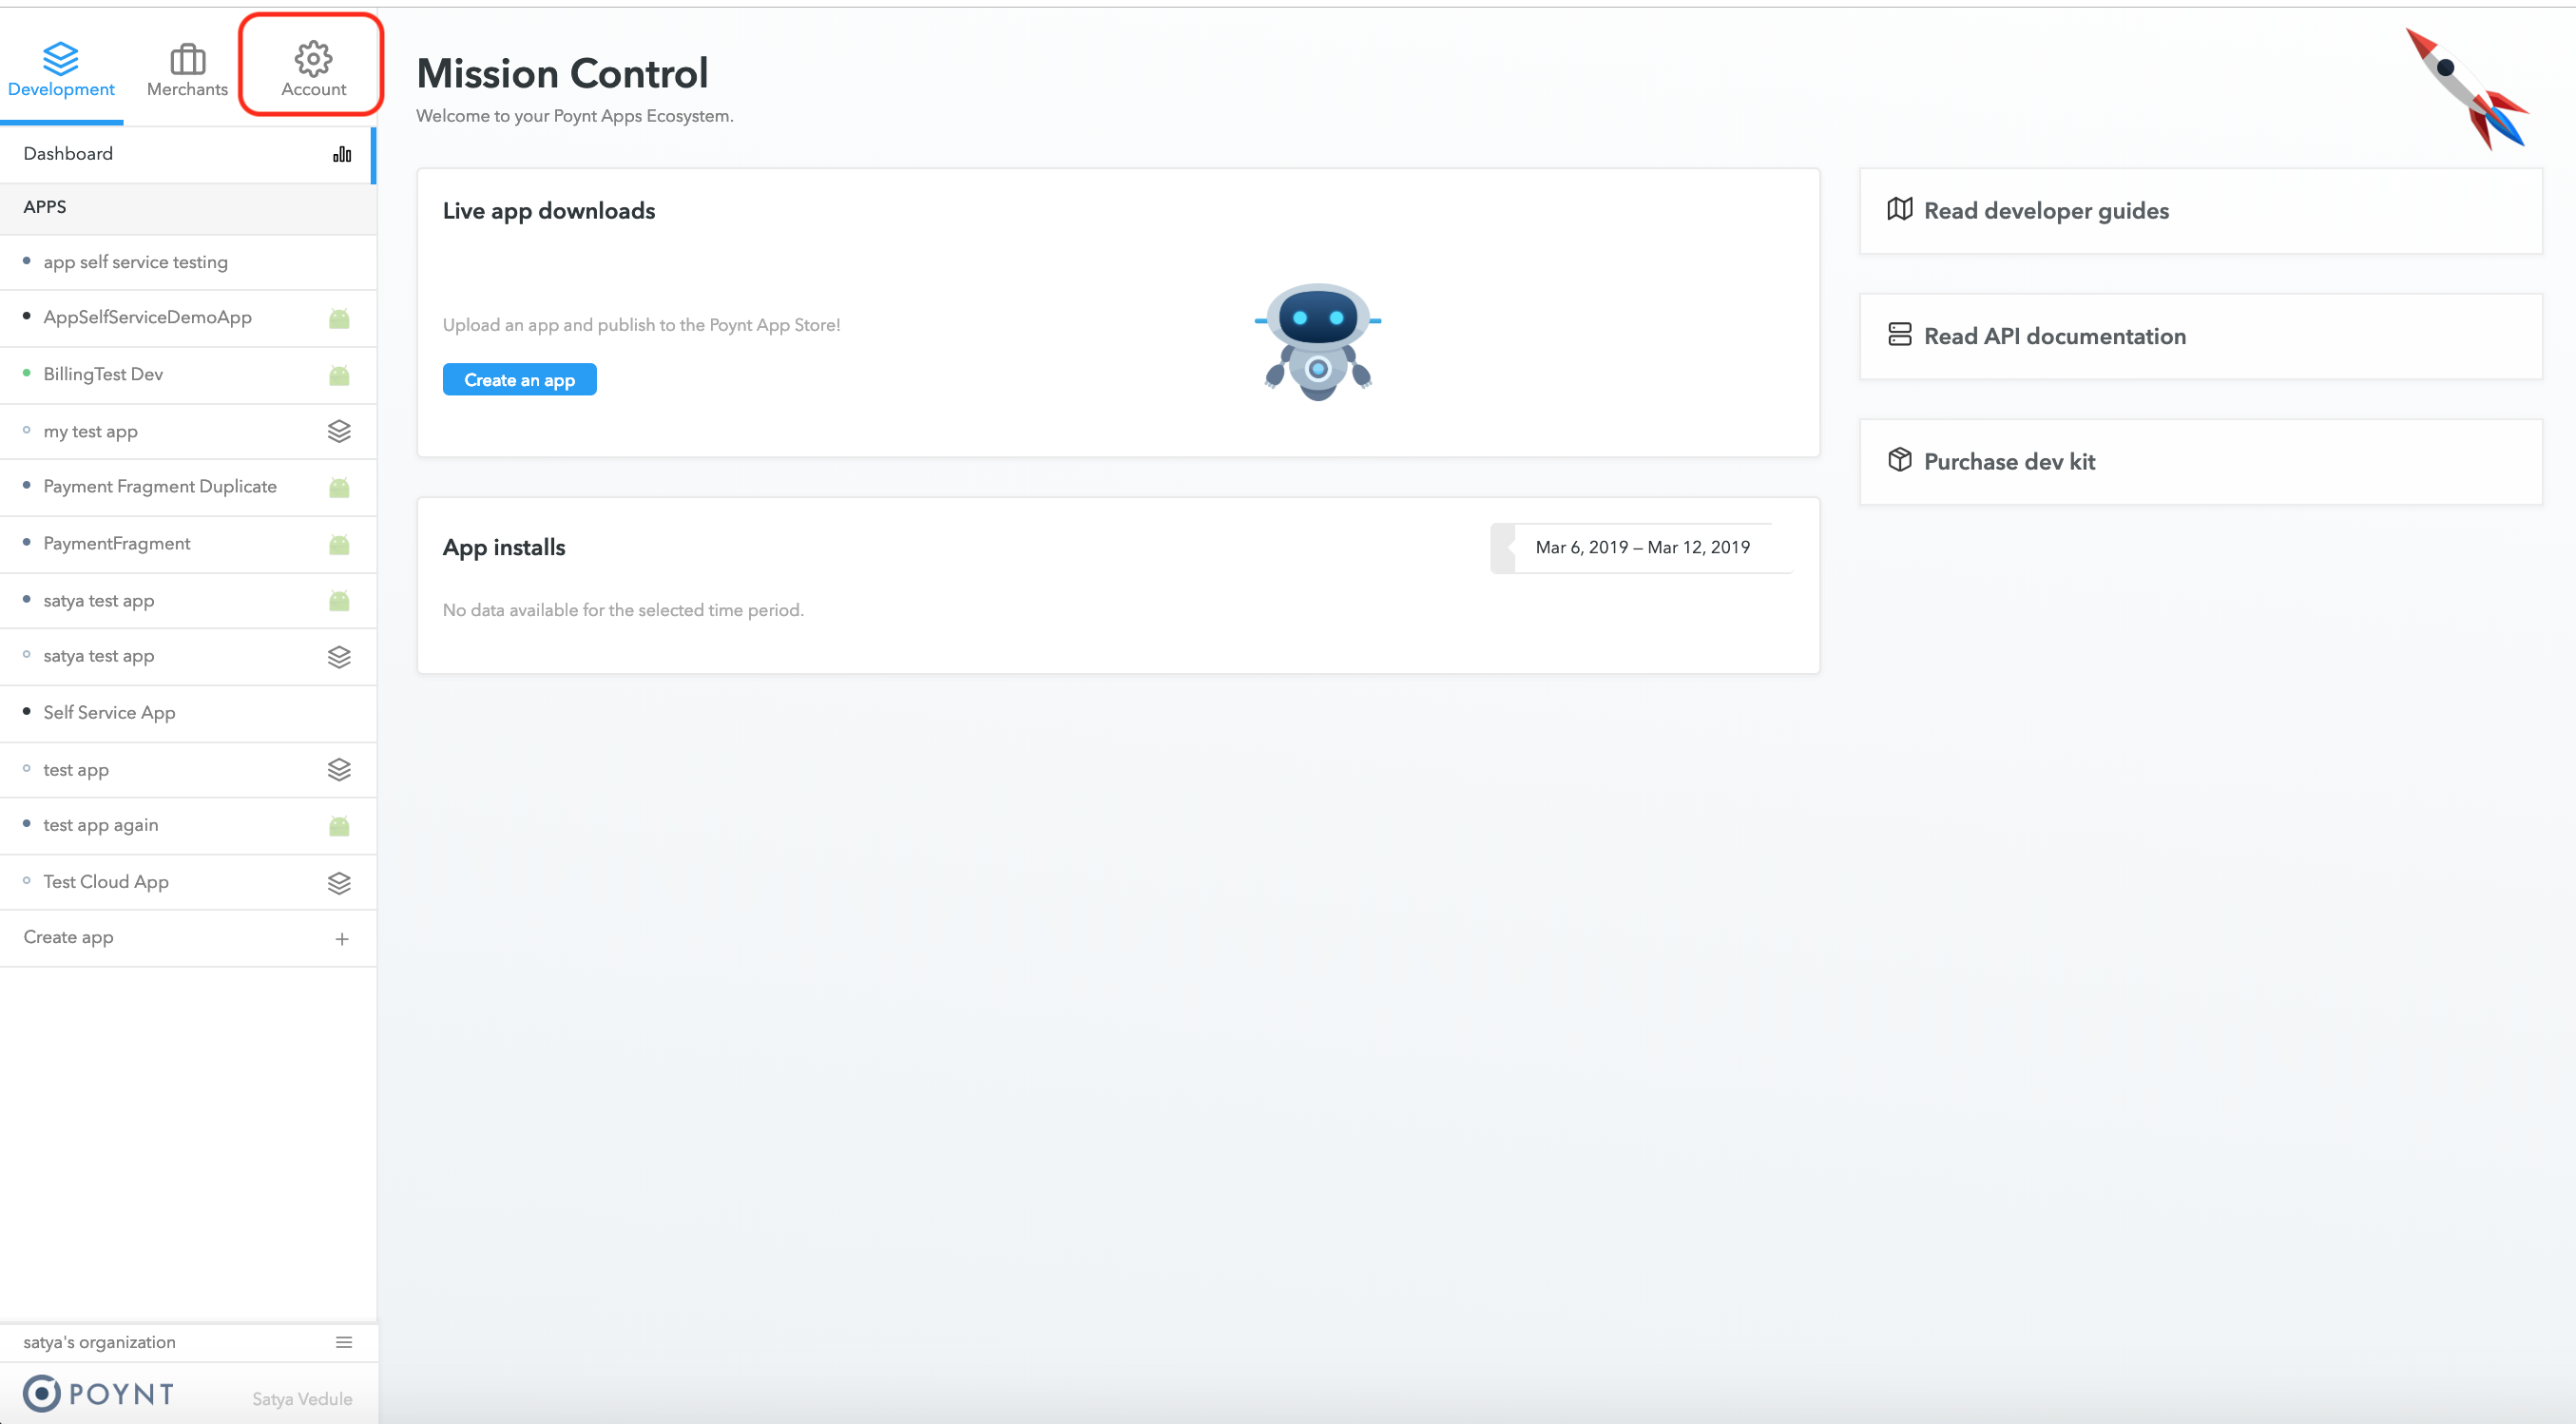 Development
Merchants
Account
Dashboard
APPS
app self service testing
AppSelfServiceDemoApp
BillingTest Dev
my test app
Payment Fragment Duplicate
PaymentFragment
satya test app
satya test app
Self Service App
test app
test app again
Test Cloud App
Create app
satya's organization
POYNT
Satya Vedule
Mission Control
Welcome to your Poynt Apps Ecosystem.
Live app downloads
Upload an app and publish to the Poynt App Store!
Create an app
App installs
Mar 6, 2019 – Mar 12, 2019
No data available for the selected time period.
Read developer guides
Read API documentation
Purchase dev kit